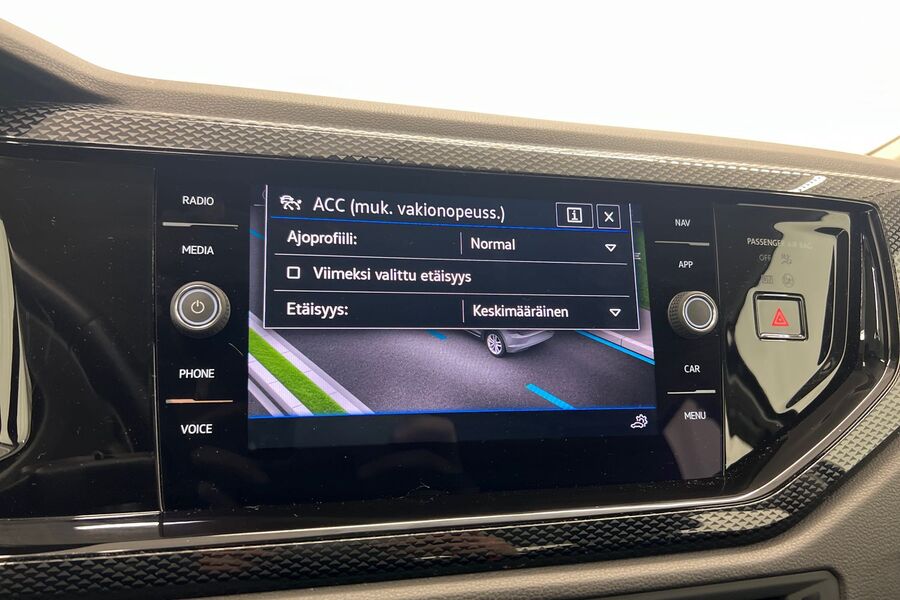 RADIO
MEDIA
PHONE
VOICE
ACC (muk. vakionopeuss.)
i
X
Ajoprofiili:
Normal
Viimeksi valittu etäisyys
Etäisyys:
Keskimääräinen
NAV
APP
CAR
MENU
PASSENGER AIR BAG
OFF